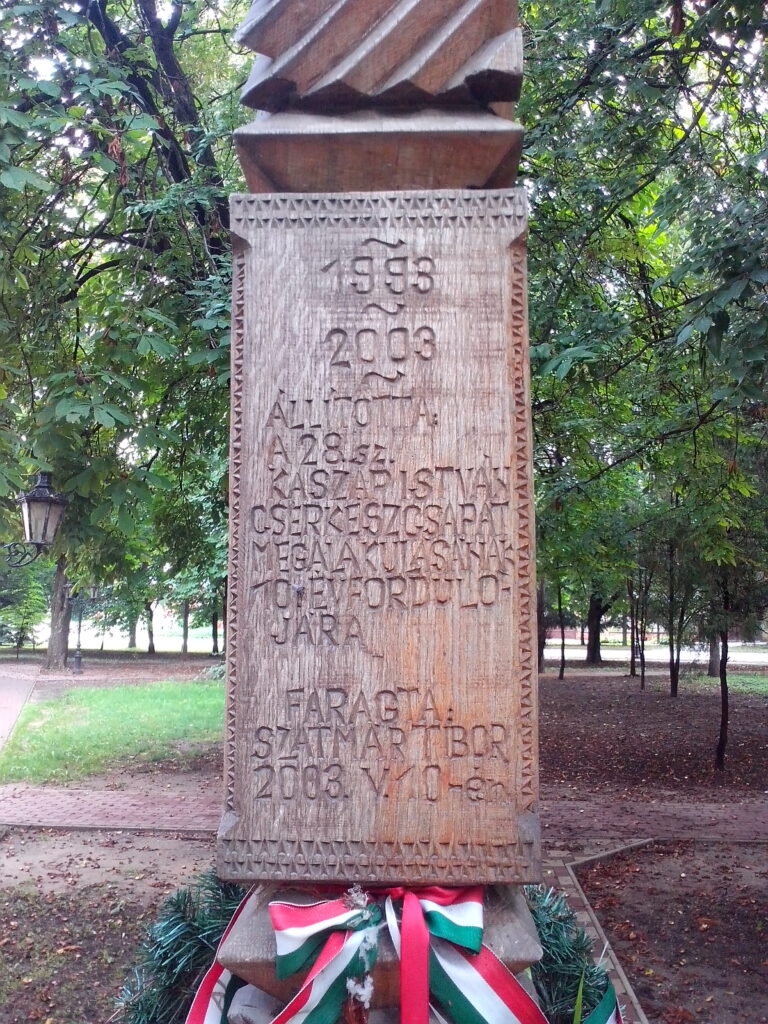 1993
2003
ÁLLÍTOTTA:
A 28.sz.
KASZAP ISTVÁN
CSERKÉSZCSAPAT
MEGALAKULÁSÁNAK
10. ÉVFORDULÓ-
JÁRA
FARAGTA:
SZATMÁRI TIBOR
2003. V. 10-én